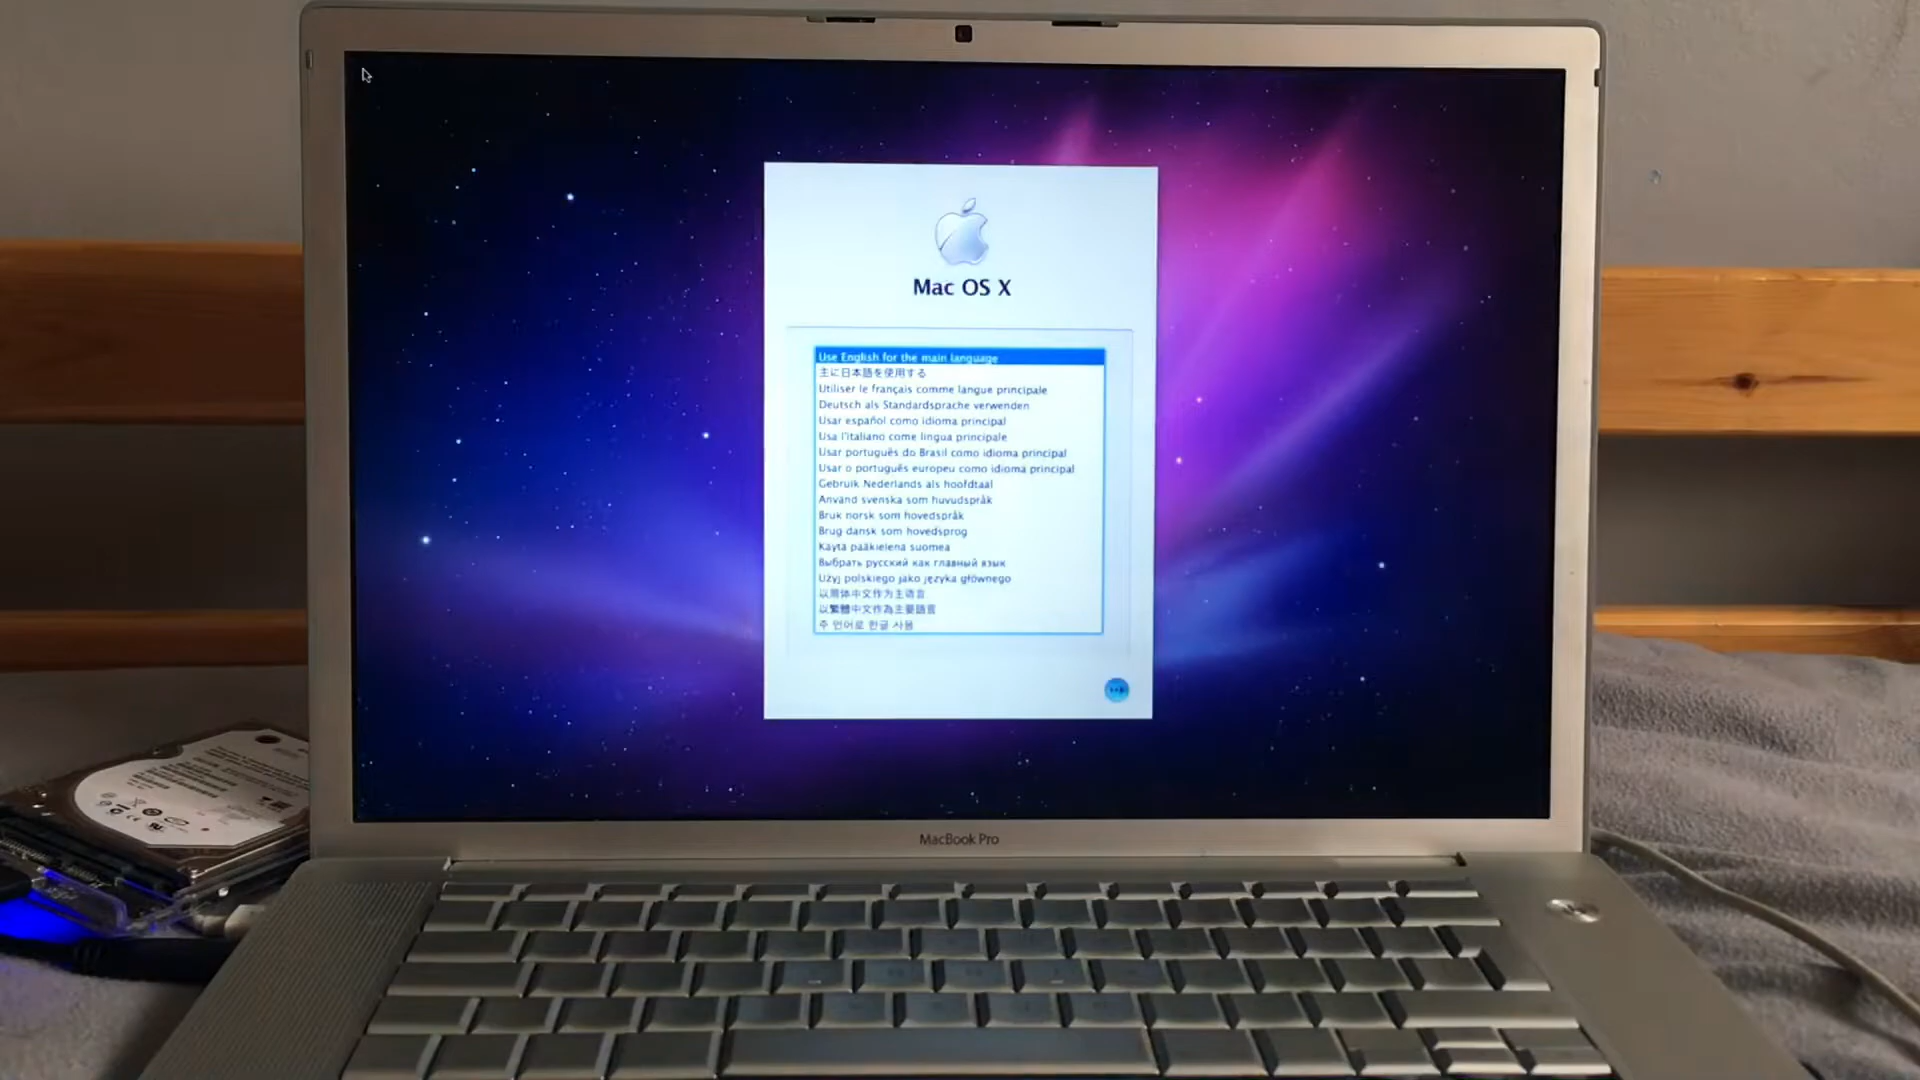 Mac OS X
Use English for the main language
主に日本語を使用する
Utiliser le français comme langue principale
Deutsch als Standardsprache verwenden
Usar español como idioma principal
Usa l'italiano come lingua principale
Usar português do Brasil como idioma principal
Usar o português europeu como idioma principal
Gebruik Nederlands als hoofdtaal
Använd svenska som huvudspråk
Bruk norsk som hovedspråk
Brug dansk som hovedsprog
Käytä pääkielenä suomea
Выбрать русский как главный язык
Użyj polskiego jako języka głównego
以简体中文作为主语言
以繁體中文作為主要語言
주 언어로 한글 사용
MacBook Pro